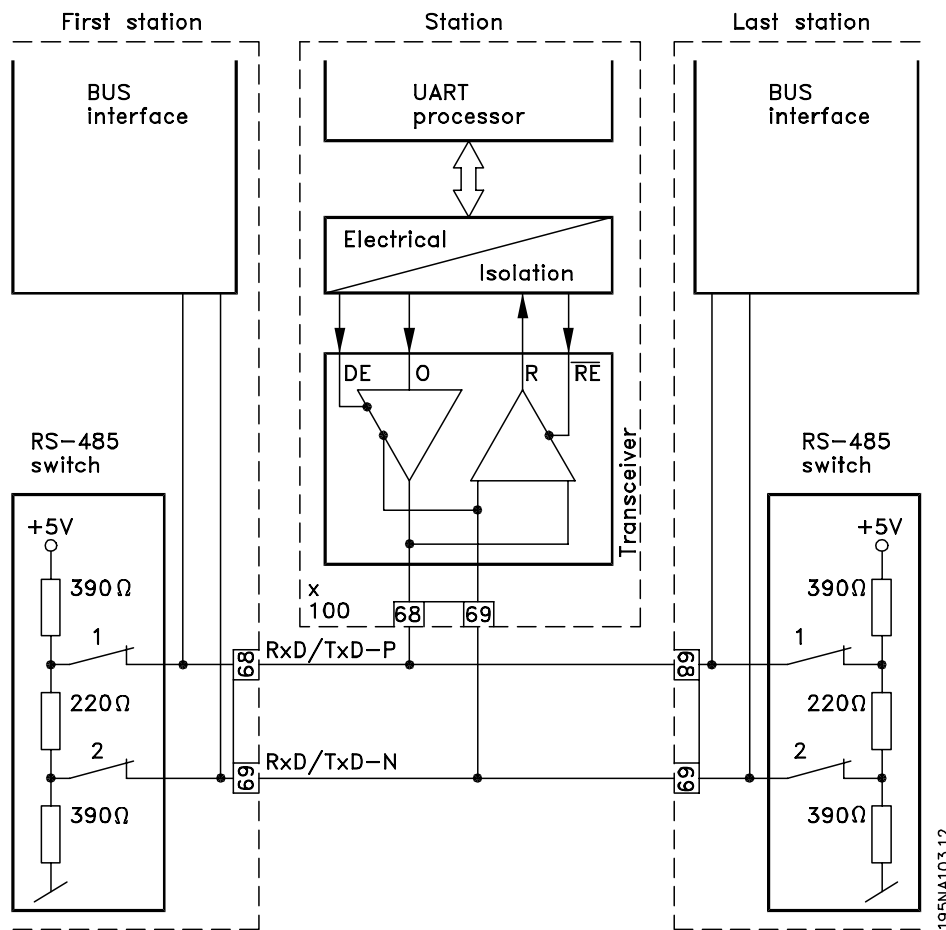 First station
Station
Last station
BUS
interface
UART
processor
BUS
interface
Electrical
Isolation
DE
O
R
RE
Transceiver
RS-485
switch
RS-485
switch
+5V
+5V
390Ω
390Ω
x
100
68
69
1
1
RxD/TxD-P
68
68
220Ω
220Ω
2
2
RxD/TxD-N
69
69
390Ω
390Ω
195NA103.12